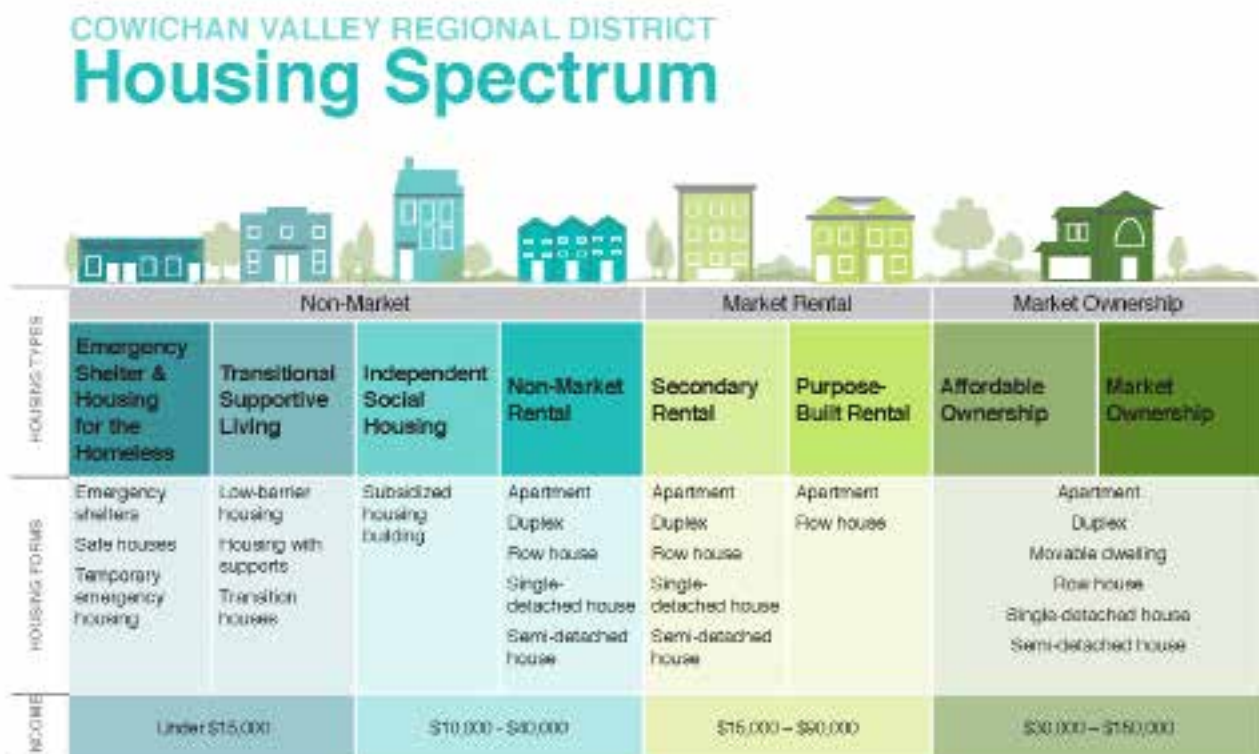 COWICHAN VALLEY REGIONAL DISTRICT
Housing Spectrum
Non-Market
Market Rental
Market Ownership
HOUSING TYPES
Emergency
Shelter &
Housing
for the
Homeless
Transitional
Supportive
Living
Independent
Social
Housing
Non-Market
Rental
Secondary
Rental
Purpose-
Built Rental
Affordable
Ownership
Market
Ownership
HOUSING FORMS
Emergency
shelters
Safe houses
Temporary
emergency
housing
Low-barrier
housing
Housing with
supports
Transition
houses
Subsidized
housing
building
Apartment
Duplex
Row house
Single-
detached house
Semi-detached
house
Apartment
Duplex
Row house
Single-
detached house
Semi-detached
house
Apartment
Row house
Apartment
Duplex
Movable dwelling
Row house
Single-detached house
Semi-detached house
INCOME
Under $15,000
$10,000 - $40,000
$15,000 – $90,000
$30,000 – $150,000